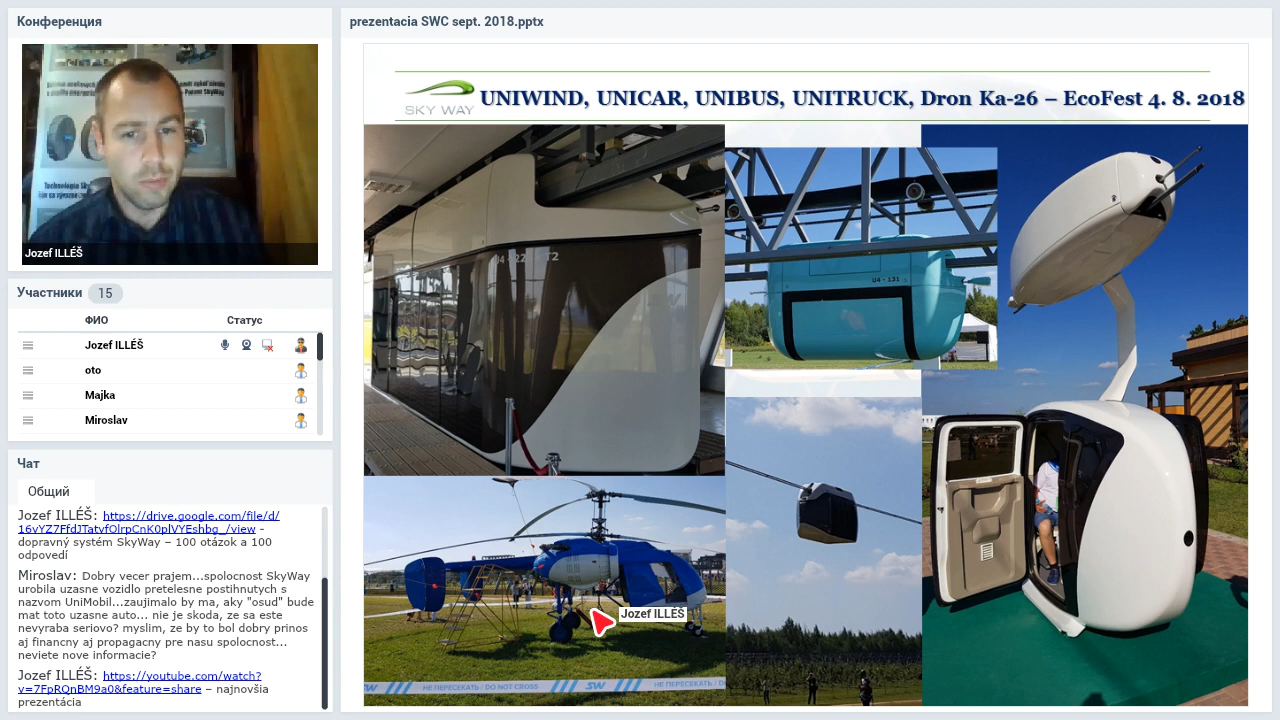 Конференция
Jozef ILLÉŠ
Участники 15
ФИО Статус
Jozef ILLÉŠ
oto
Majka
Miroslav
Чат
Общий
Jozef ILLÉŠ: https://drive.google.com/file/d/
16vYZ7FfdJTatvfOlrpCnK0plVYEshbg_/view -
dopravný systém SkyWay – 100 otázok a 100
odpovedí
Miroslav: Dobry vecer prajem...spolocnost SkyWay
urobila uzasne vozidlo pretelesne postihnutych s
nazvom UniMobil...zaujimalo by ma, aky "osud" bude
mat toto uzasne auto... nie je skoda, ze sa este
nevyraba seriovo? myslim, ze by to bol dobry prinos
aj financny aj propagacny pre nasu spolocnost...
neviete nove informacie?
Jozef ILLÉŠ: https://youtube.com/watch?
v=7FpRQnBM9a0&feature=share – najnovšia
prezentácia
prezentacia SWC sept. 2018.pptx
SKY WAY
UNIWIND, UNICAR, UNIBUS, UNITRUCK, Dron Ka-26 – EcoFest 4. 8. 2018
U4 - 131
Jozef ILLÉŠ
НЕ ПЕРЕСЕКАТЬ / DO NOT CROSS
SW
НЕ ПЕРЕСЕКАТЬ / DO NOT CROSS